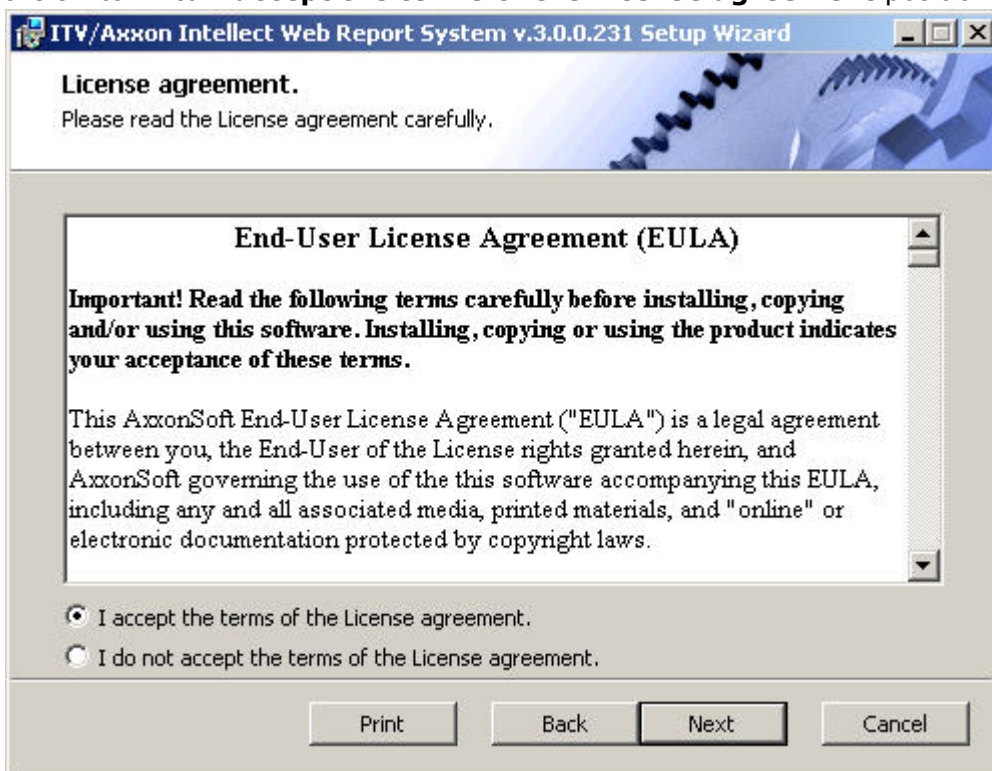 ITV/Axxon Intellect Web Report System v.3.0.0.231 Setup Wizard
License agreement.
Please read the License agreement carefully.
End-User License Agreement (EULA)
Important! Read the following terms carefully before installing, copying
and/or using this software. Installing, copying or using the product indicates
your acceptance of these terms.
This AxxonSoft End-User License Agreement ("EULA") is a legal agreement
between you, the End-User of the License rights granted herein, and
AxxonSoft governing the use of the this software accompanying this EULA,
including any and all associated media, printed materials, and "online" or
electronic documentation protected by copyright laws.
I accept the terms of the License agreement.
I do not accept the terms of the License agreement.
Print Back Next Cancel